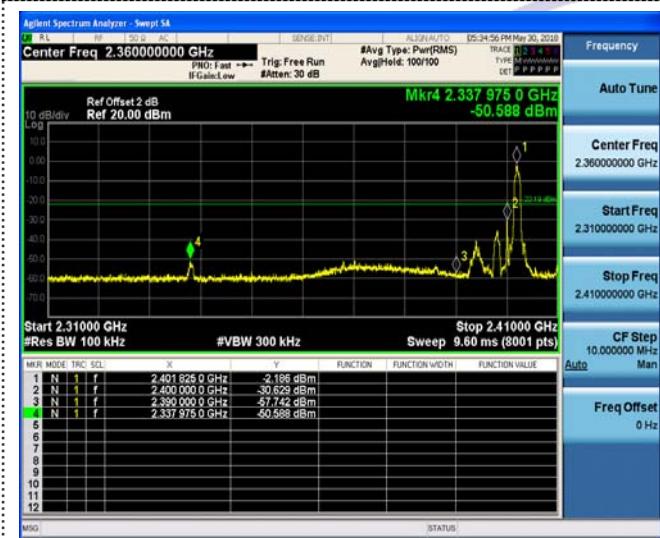 Agilent Spectrum Analyzer - Swept SA
RL RF 50 Ω AC SENSE:INT ALIGN AUTO 05:34:56 PM May 30, 2018
Center Freq 2.360000000 GHz
PNO: Fast
IFGain:Low
Trig: Free Run
#Atten: 30 dB
#Avg Type: Pwr(RMS)
Avg|Hold: 100/100
TRACE 1 2 3 4 5 6
TYPE M
DET P P P P P P
Frequency
Auto Tune
Center Freq
2.360000000 GHz
Start Freq
2.310000000 GHz
Stop Freq
2.410000000 GHz
CF Step
10.000000 MHz
Auto Man
Freq Offset
0 Hz
Mkr4 2.337 975 0 GHz
-50.588 dBm
Ref Offset 2 dB
10 dB/div Ref 20.00 dBm
Log
10.0
0.00
-10.0
-20.0
-30.0
-40.0
-50.0
-60.0
-70.0
1
2
3
4
-22.19 dBm
Start 2.31000 GHz Stop 2.41000 GHz
#Res BW 100 kHz #VBW 300 kHz Sweep 9.60 ms (8001 pts)
MKR MODE TRC SCL X Y FUNCTION FUNCTION WIDTH FUNCTION VALUE
1 N 1 f 2.401 825 0 GHz -2.186 dBm
2 N 1 f 2.400 000 0 GHz -30.629 dBm
3 N 1 f 2.390 000 0 GHz -57.742 dBm
4 N 1 f 2.337 975 0 GHz -50.588 dBm
5
6
7
8
9
10
11
12
MSG STATUS